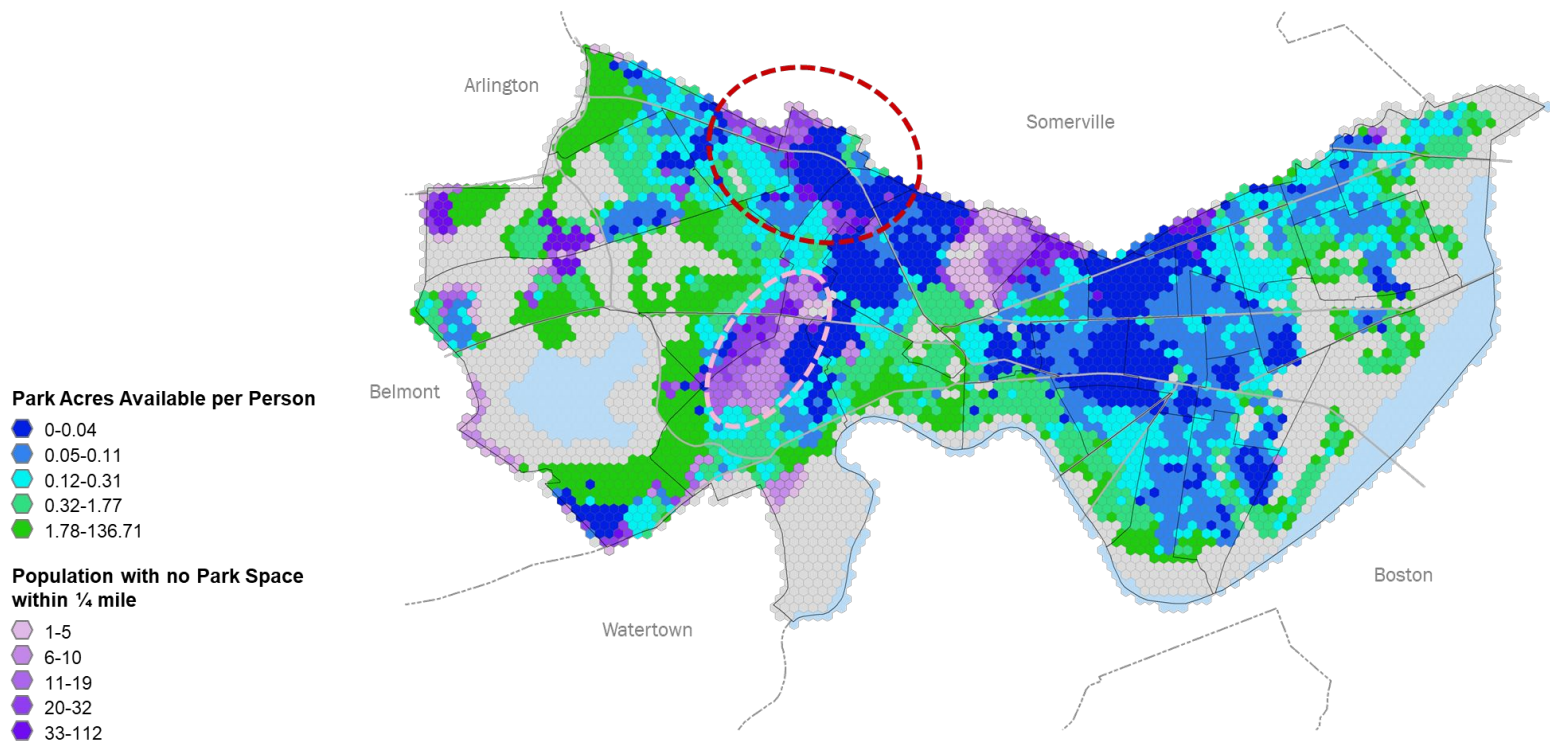 Arlington
Somerville
Belmont
Park Acres Available per Person
0-0.04
0.05-0.11
0.12-0.31
0.32-1.77
1.78-136.71
Population with no Park Space
within ¼ mile
1-5
6-10
11-19
20-32
33-112
Boston
Watertown